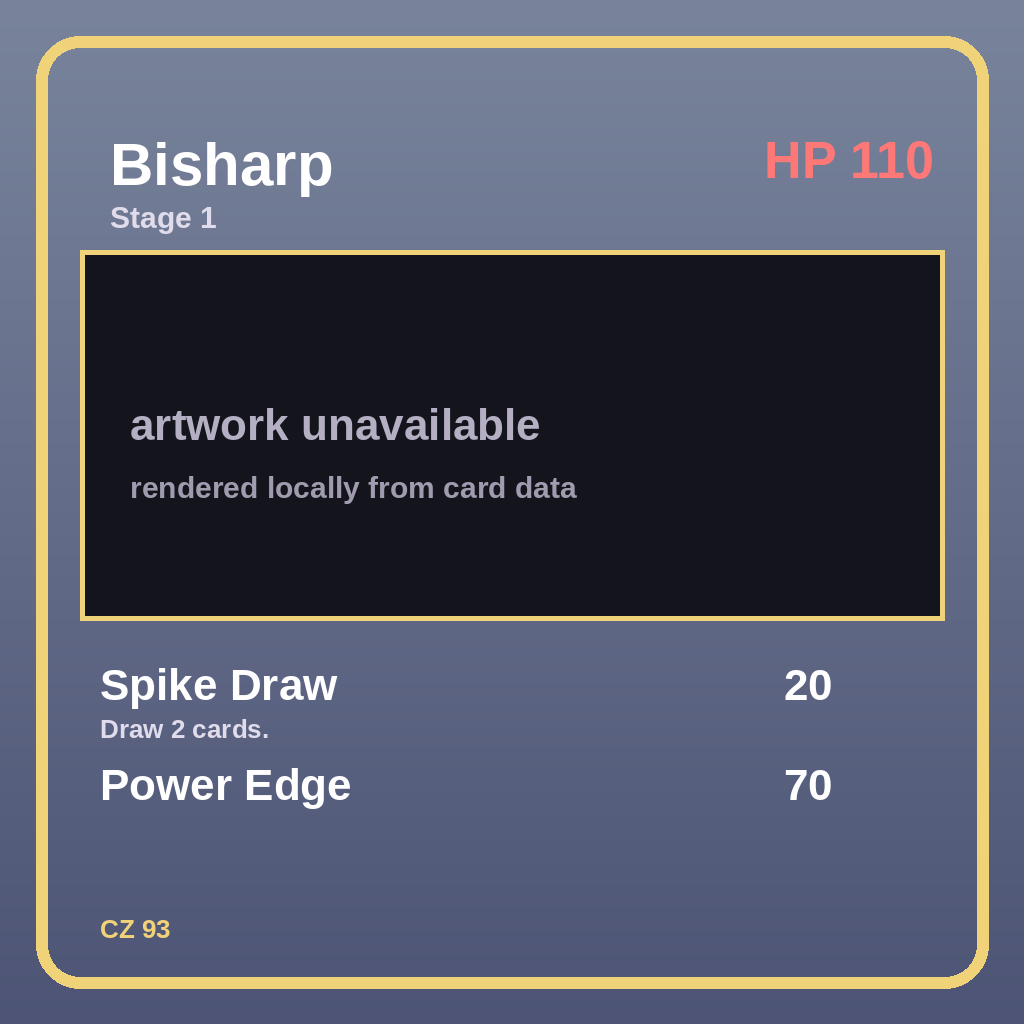 Bisharp
HP 110
Stage 1
artwork unavailable
rendered locally from card data
Spike Draw 20
Draw 2 cards.
Power Edge 70
CZ 93